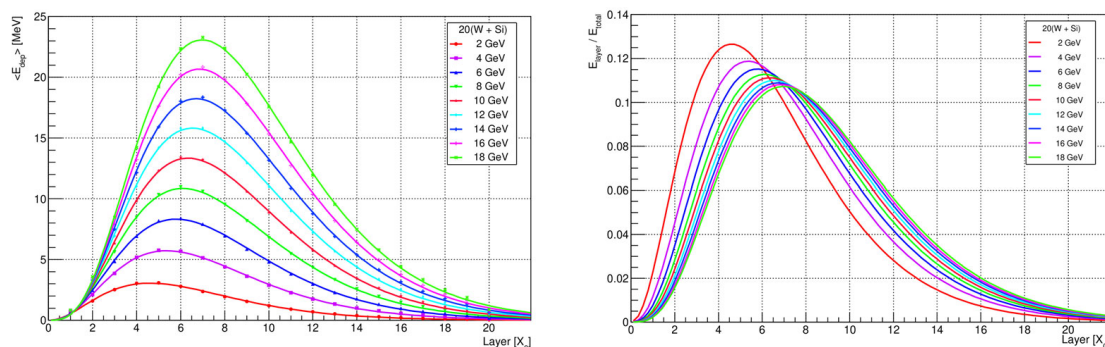 <E_dep> [MeV]
25
20
15
10
5
0
0 2 4 6 8 10 12 14 16 18 20
Layer [X
20(W + Si)
2 GeV
4 GeV
6 GeV
8 GeV
10 GeV
12 GeV
14 GeV
16 GeV
18 GeV
E_layer / E_total
0.14
0.12
0.1
0.08
0.06
0.04
0.02
0
0 2 4 6 8 10 12 14 16 18 20
Layer [X
20(W + Si)
2 GeV
4 GeV
6 GeV
8 GeV
10 GeV
12 GeV
14 GeV
16 GeV
18 GeV